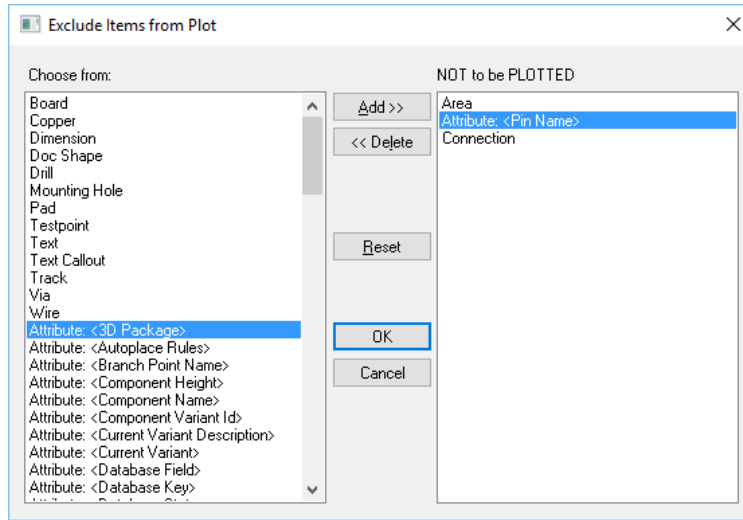 Exclude Items from Plot
Choose from:
Board
Copper
Dimension
Doc Shape
Drill
Mounting Hole
Pad
Testpoint
Text
Text Callout
Track
Via
Wire
Attribute: <3D Package>
Attribute: <Autoplace Rules>
Attribute: <Branch Point Name>
Attribute: <Component Height>
Attribute: <Component Name>
Attribute: <Component Variant Id>
Attribute: <Current Variant Description>
Attribute: <Current Variant>
Attribute: <Database Field>
Attribute: <Database Key>
Add >>
<< Delete
Reset
OK
Cancel
NOT to be PLOTTED
Area
Attribute: <Pin Name>
Connection